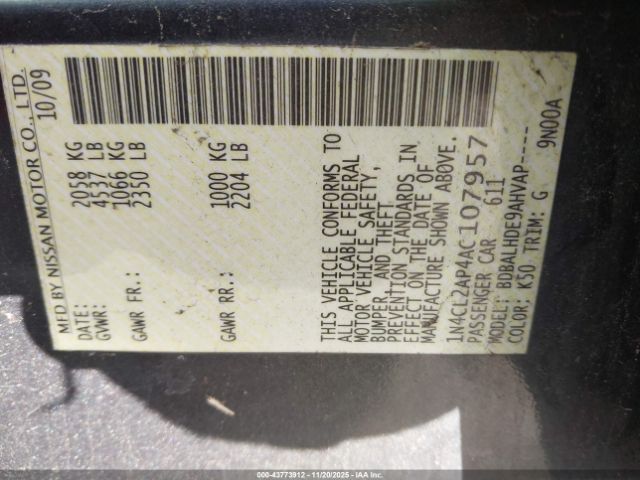 MFD BY NISSAN MOTOR CO., LTD.
DATE: 10/09
GVWR: 2058 KG
4537 LB
GAWR FR.: 1066 KG
2350 LB
GAWR RR.: 1000 KG
2204 LB
THIS VEHICLE CONFORMS TO
ALL APPLICABLE FEDERAL
MOTOR VEHICLE SAFETY,
BUMPER, AND THEFT
PREVENTION STANDARDS IN
EFFECT ON THE DATE OF
MANUFACTURE SHOWN ABOVE.
1N4CL2AP4AC107957
PASSENGER CAR 611
MODEL: BDBALHDE9AHVAP----
COLOR: K50 TRIM: G 9N00A
000-43773912 - 11/20/2025 - IAA Inc.